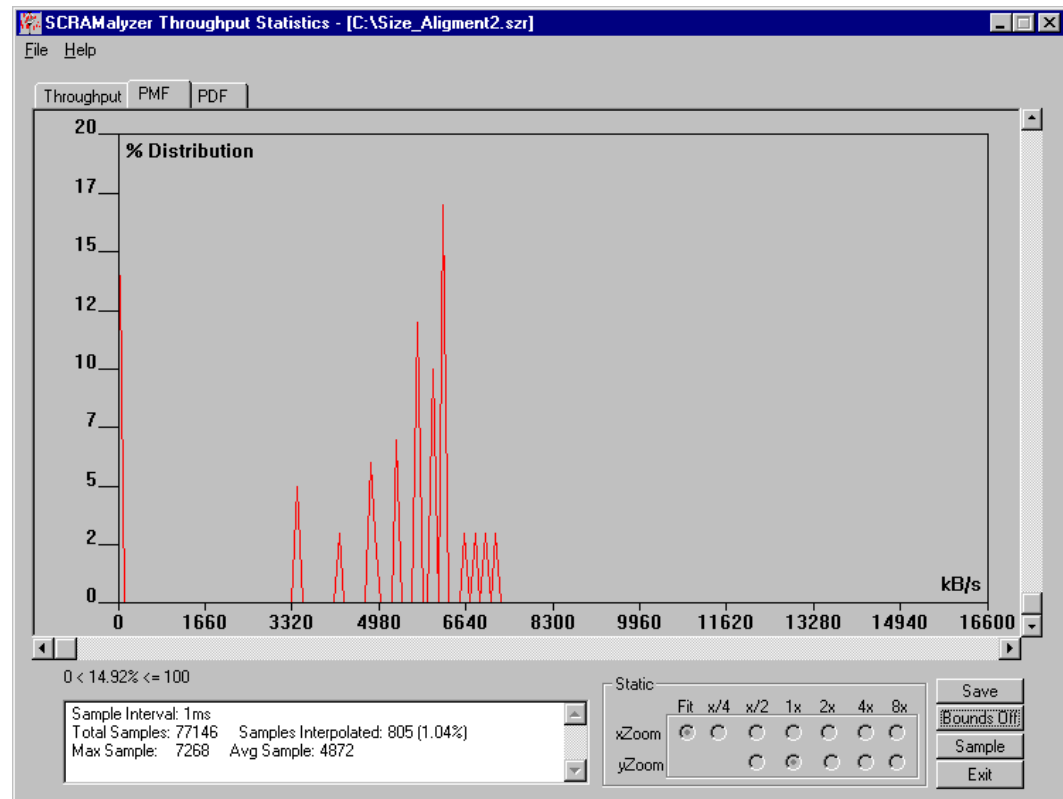 SCRAMalyzer Throughput Statistics - [C:\Size_Aligment2.szr]
File Help
Throughput PMF PDF
% Distribution
20
17
15
12
10
7
5
2
0
kB/s
0 1660 3320 4980 6640 8300 9960 11620 13280 14940 16600
0 < 14.92% <= 100
Sample Interval: 1ms
Total Samples: 77146 Samples Interpolated: 805 (1.04%)
Max Sample: 7268 Avg Sample: 4872
Static
Fit x/4 x/2 1x 2x 4x 8x
xZoom
yZoom
Save
Bounds Off
Sample
Exit